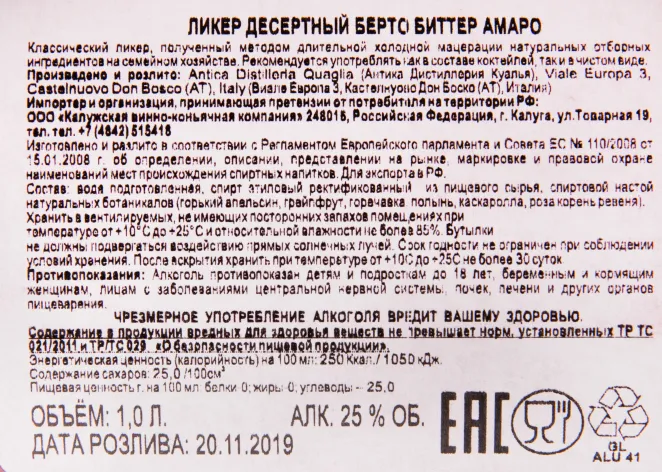 ЛИКЕР ДЕСЕРТНЫЙ БЕРТО БИТТЕР АМАРО
Классический ликер, полученный методом длительной холодной мацерации натуральных отборных
ингредиентов на семейном хозяйстве. Рекомендуется употреблять как в составе коктейлей, так и в чистом виде.
Произведено и розлито: Antica Distilleria Quaglia (Антика Дистиллерия Куалья), Viale Europa 3,
Castelnuovo Don Bosco (AT), Italy (Виале Европа 3, Кастельнуово Дон Боско (АТ), Италия)
Импортер и организация, принимающая претензии от потребителя на территории РФ:
ООО «Калужская винно-коньячная компания» 248016, Российская Федерация, г. Калуга, ул.Товарная 19,
тел. тел. +7 (4842) 515418
Изготовлено и разлито в соответствии с Регламентом Европейского парламента и Совета ЕС № 110/2008 от
15.01.2008 г. об определении, описании, представлении на рынке, маркировке и правовой охране
наименований мест происхождения спиртных напитков. Для экспорта в РФ.
Состав: вода подготовленная, спирт этиловый ректификованный из пищевого сырья, спиртовой настой
натуральных ботаникалов (горький апельсин, грейпфрут, горечавка, полынь, каскаролла, роза корень ревеня).
Хранить в вентилируемых, не имеющих посторонних запахов помещениях при
температуре от +10°С до +25°С и относительной влажности не более 85%. Бутылки
не должны подвергаться воздействию прямых солнечных лучей. Срок годности не ограничен при соблюдении
условий хранения. После вскрытия хранить при температуре от +10С до +25С не более 30 суток
Противопоказания: Алкоголь противопоказан детям и подросткам до 18 лет, беременным и кормящим
женщинам, лицам с заболеваниями центральной нервной системы, почек, печени и других органов
пищеварения.
ЧРЕЗМЕРНОЕ УПОТРЕБЛЕНИЕ АЛКОГОЛЯ ВРЕДИТ ВАШЕМУ ЗДОРОВЬЮ.
Содержание в продукции вредных для здоровья веществ не превышает норм, установленных ТР ТС
021/2011 и ТР/ТС 029 «О безопасности пищевой продукции».
Энергетическая ценность (калорийность) на 100 мл: 250 Ккал./ 1050 кДж.
Содержание сахаров: 25,0 /100см³
Пищевая ценность г. на 100 мл. белки 0; жиры 0; углеводы – 25,0
ОБЪЁМ: 1,0 Л. АЛК. 25 % ОБ.
ДАТА РОЗЛИВА: 20.11.2019
EAC
GL
ALU 41